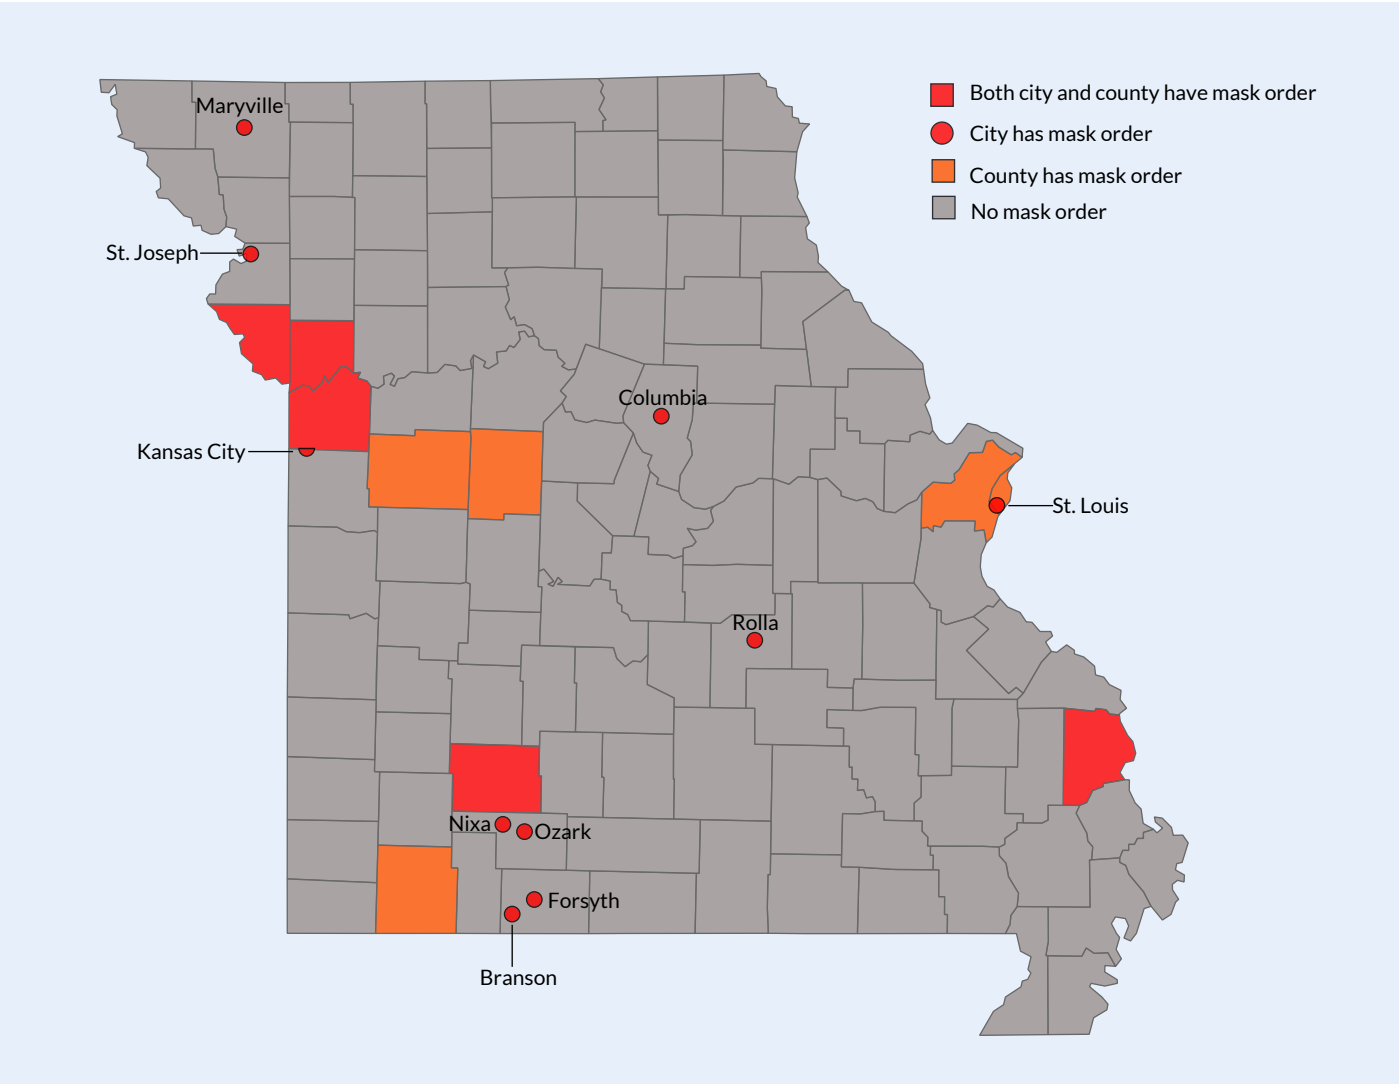 Both city and county have mask order
Maryville
City has mask order
County has mask order
No mask order
St. Joseph
Columbia
Kansas City
St. Louis
Rolla
Nixa
Ozark
Forsyth
Branson